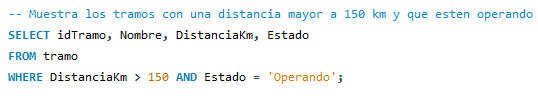 -- Muestra los tramos con una distancia mayor a 150 km y que esten operando
SELECT idTramo, Nombre, DistanciaKm, Estado
FROM tramo
WHERE DistanciaKm > 150 AND Estado = 'Operando';